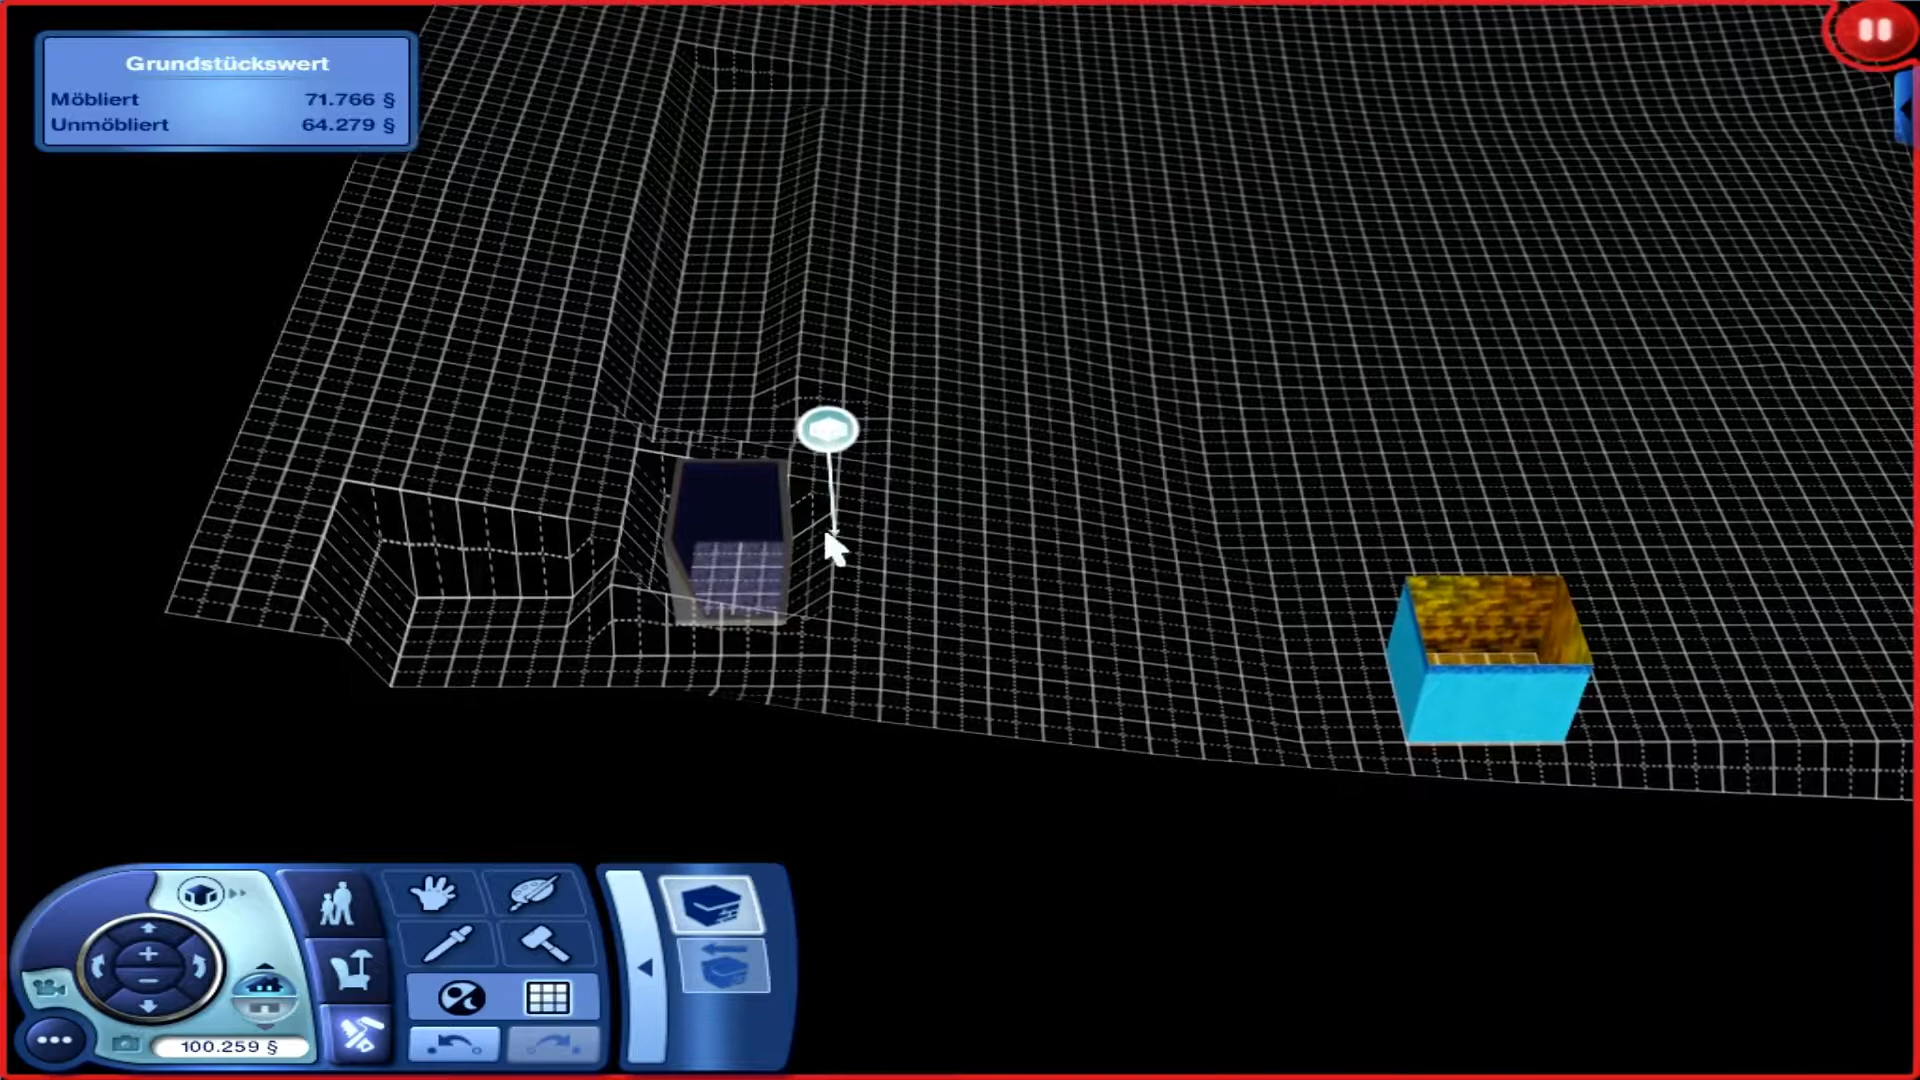 Grundstückswert
Möbliert 71.766 §
Unmöbliert 64.279 §
100.259 §